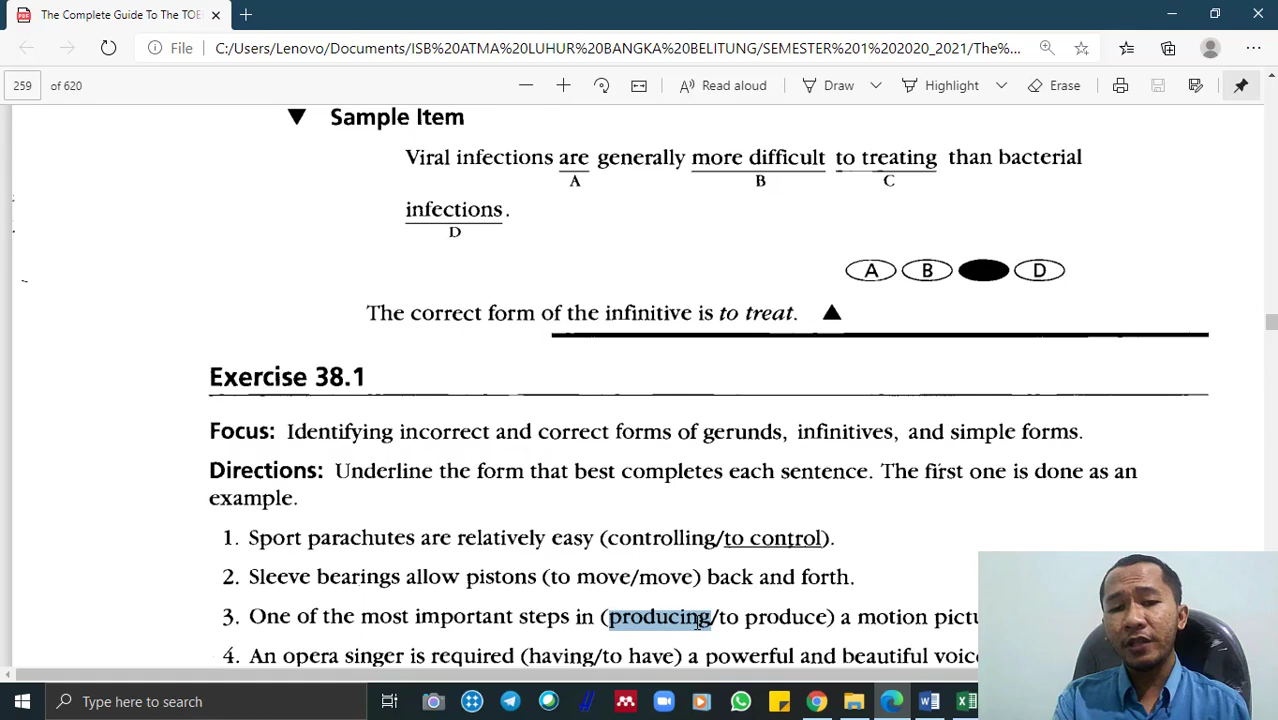 The Complete Guide To The TOE
File C:/Users/Lenovo/Documents/ISB%20ATMA%20LUHUR%20BANGKA%20BELITUNG/SEMESTER%201%202020_2021/The%...
259 of 620 Read aloud Draw Highlight Erase
Sample Item
Viral infections are generally more difficult to treating than bacterial
A B C
infections.
D
A B D
The correct form of the infinitive is to treat.
Exercise 38.1
Focus: Identifying incorrect and correct forms of gerunds, infinitives, and simple forms.
Directions: Underline the form that best completes each sentence. The first one is done as an
example.
1. Sport parachutes are relatively easy (controlling/to control).
2. Sleeve bearings allow pistons (to move/move) back and forth.
3. One of the most important steps in (producing/to produce) a motion pictu
4. An opera singer is required (having/to have) a powerful and beautiful voic
Type here to search